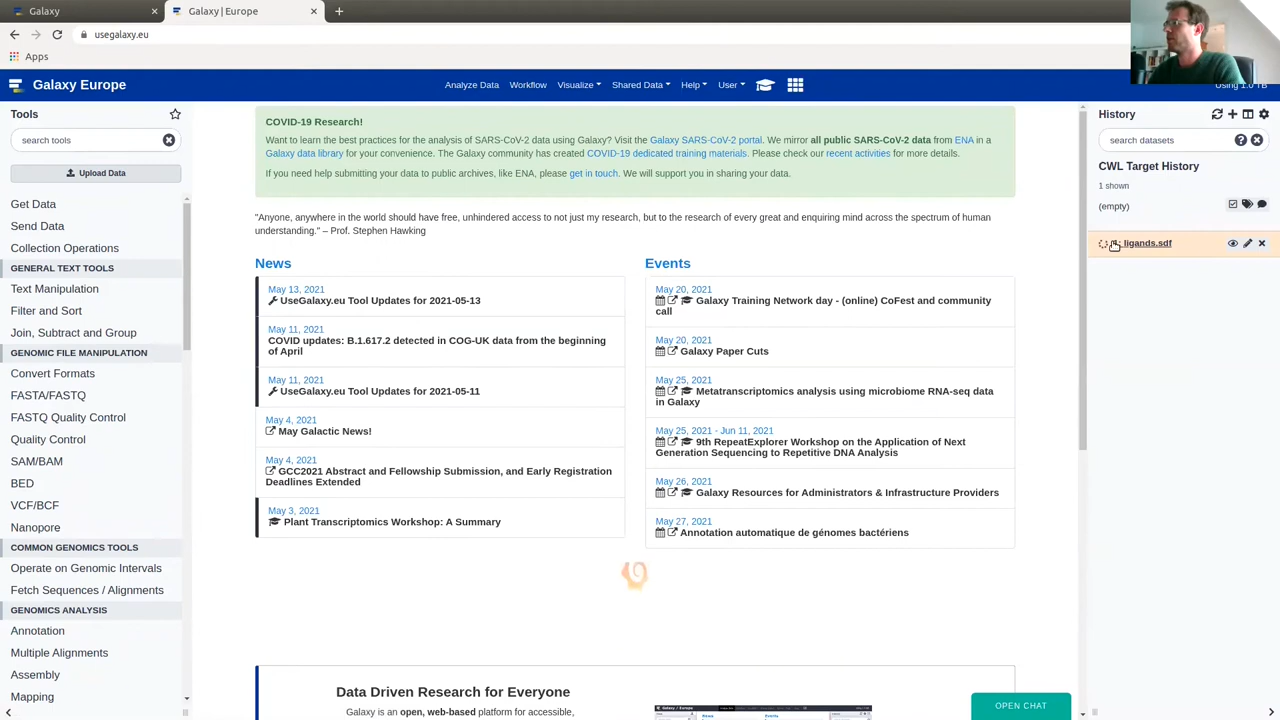 Galaxy
Galaxy | Europe
usegalaxy.eu
Apps
Galaxy Europe
Analyze Data
Workflow
Visualize
Shared Data
Help
User
Using 1.0 TB
Tools
search tools
Upload Data
Get Data
Send Data
Collection Operations
GENERAL TEXT TOOLS
Text Manipulation
Filter and Sort
Join, Subtract and Group
GENOMIC FILE MANIPULATION
Convert Formats
FASTA/FASTQ
FASTQ Quality Control
Quality Control
SAM/BAM
BED
VCF/BCF
Nanopore
COMMON GENOMICS TOOLS
Operate on Genomic Intervals
Fetch Sequences / Alignments
GENOMICS ANALYSIS
Annotation
Multiple Alignments
Assembly
Mapping
COVID-19 Research!
Want to learn the best practices for the analysis of SARS-CoV-2 data using Galaxy? Visit the Galaxy SARS-CoV-2 portal. We mirror all public SARS-CoV-2 data from ENA in a
Galaxy data library for your convenience. The Galaxy community has created COVID-19 dedicated training materials. Please check our recent activities for more details.
If you need help submitting your data to public archives, like ENA, please get in touch. We will support you in sharing your data.
"Anyone, anywhere in the world should have free, unhindered access to not just my research, but to the research of every great and enquiring mind across the spectrum of human
understanding." – Prof. Stephen Hawking
News
May 13, 2021
UseGalaxy.eu Tool Updates for 2021-05-13
May 11, 2021
COVID updates: B.1.617.2 detected in COG-UK data from the beginning
of April
May 11, 2021
UseGalaxy.eu Tool Updates for 2021-05-11
May 4, 2021
May Galactic News!
May 4, 2021
GCC2021 Abstract and Fellowship Submission, and Early Registration
Deadlines Extended
May 3, 2021
Plant Transcriptomics Workshop: A Summary
Events
May 20, 2021
Galaxy Training Network day - (online) CoFest and community
call
May 20, 2021
Galaxy Paper Cuts
May 25, 2021
Metatranscriptomics analysis using microbiome RNA-seq data
in Galaxy
May 25, 2021 - Jun 11, 2021
9th RepeatExplorer Workshop on the Application of Next
Generation Sequencing to Repetitive DNA Analysis
May 26, 2021
Galaxy Resources for Administrators & Infrastructure Providers
May 27, 2021
Annotation automatique de génomes bactériens
Data Driven Research for Everyone
Galaxy is an open, web-based platform for accessible,
OPEN CHAT
History
search datasets
CWL Target History
1 shown
(empty)
ligands.sdf